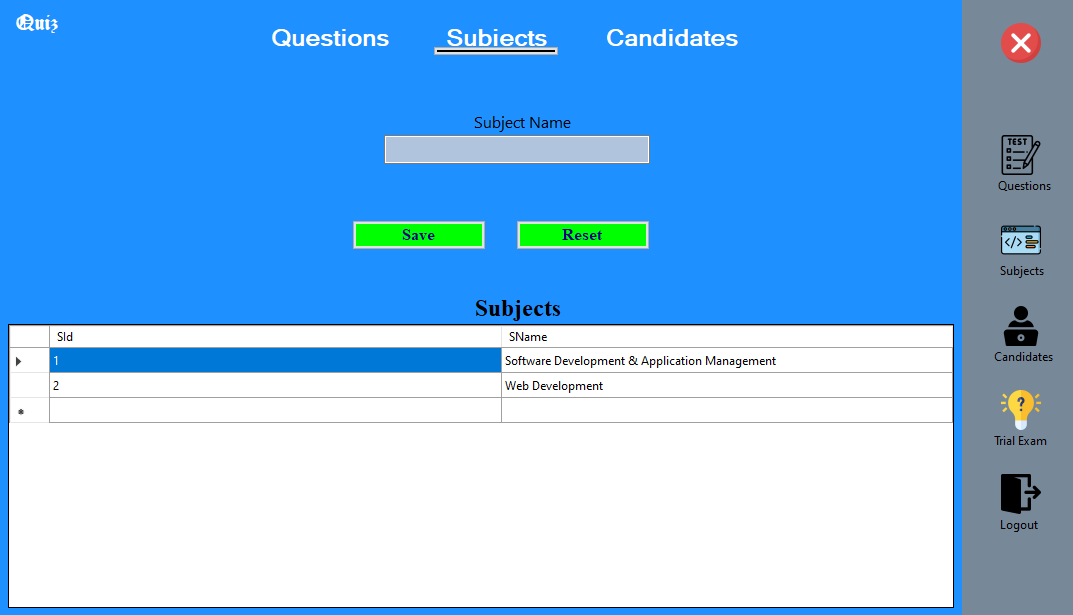 Quiz
Questions Subjects Candidates
Subject Name
Save Reset
Subjects
SId SName
1 Software Development & Application Management
2 Web Development
TEST
Questions
</>
Subjects
Candidates
?
Trial Exam
Logout